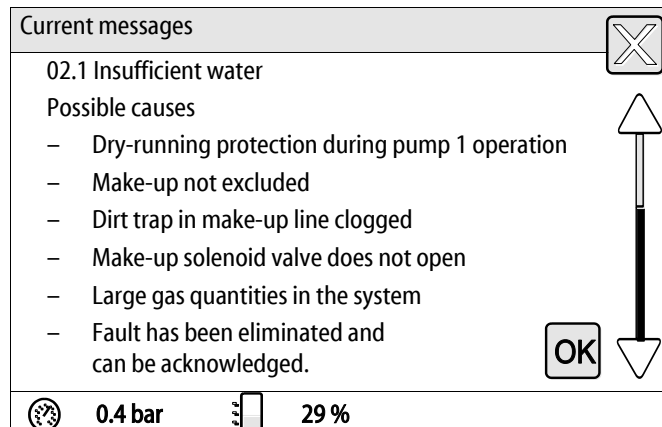 Current messages
X
02.1 Insufficient water
Possible causes
– Dry-running protection during pump 1 operation
– Make-up not excluded
– Dirt trap in make-up line clogged
– Make-up solenoid valve does not open
– Large gas quantities in the system
– Fault has been eliminated and
can be acknowledged.
OK
0.4 bar 29 %